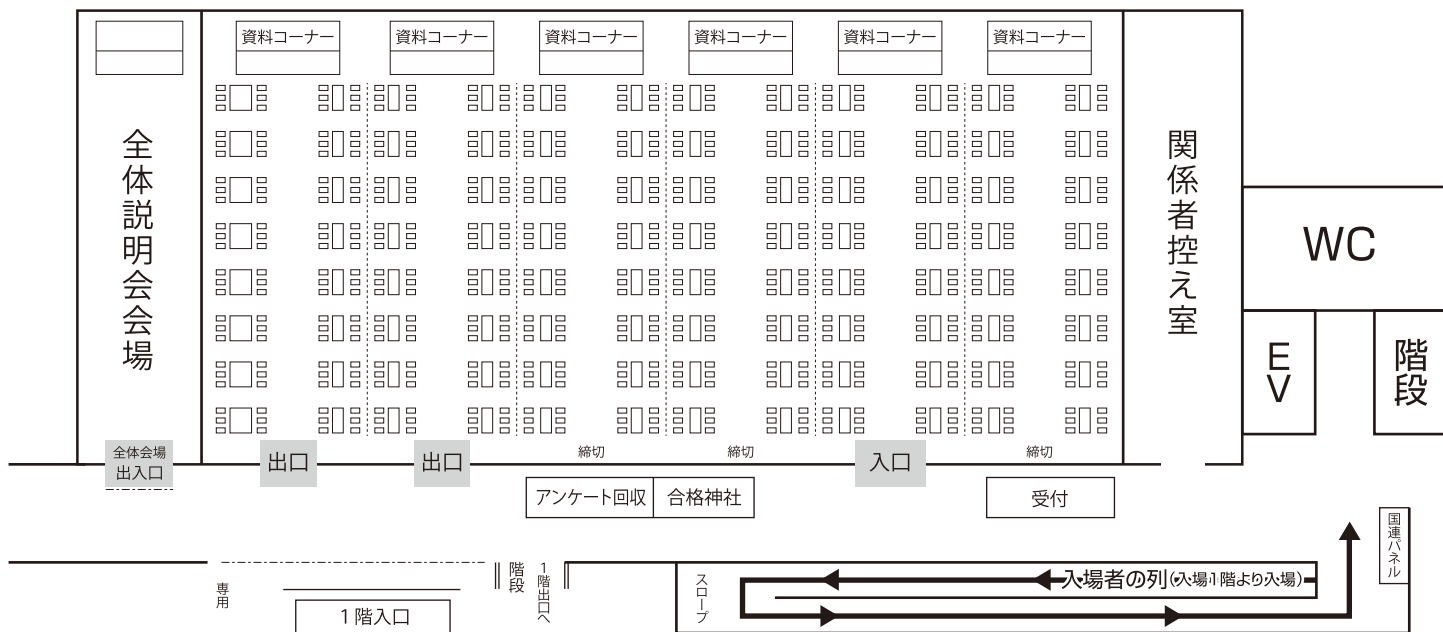 資料コーナー
資料コーナー
資料コーナー
資料コーナー
資料コーナー
資料コーナー
全体説明会会場
関係者控え室
WC
EV
階段
全体会場
出入口
出口
出口
締切
締切
入口
締切
アンケート回収
合格神社
受付
国連パネル
専用
1階入口
階段
1階出口へ
スロープ
入場者の列(入場1階より入場)